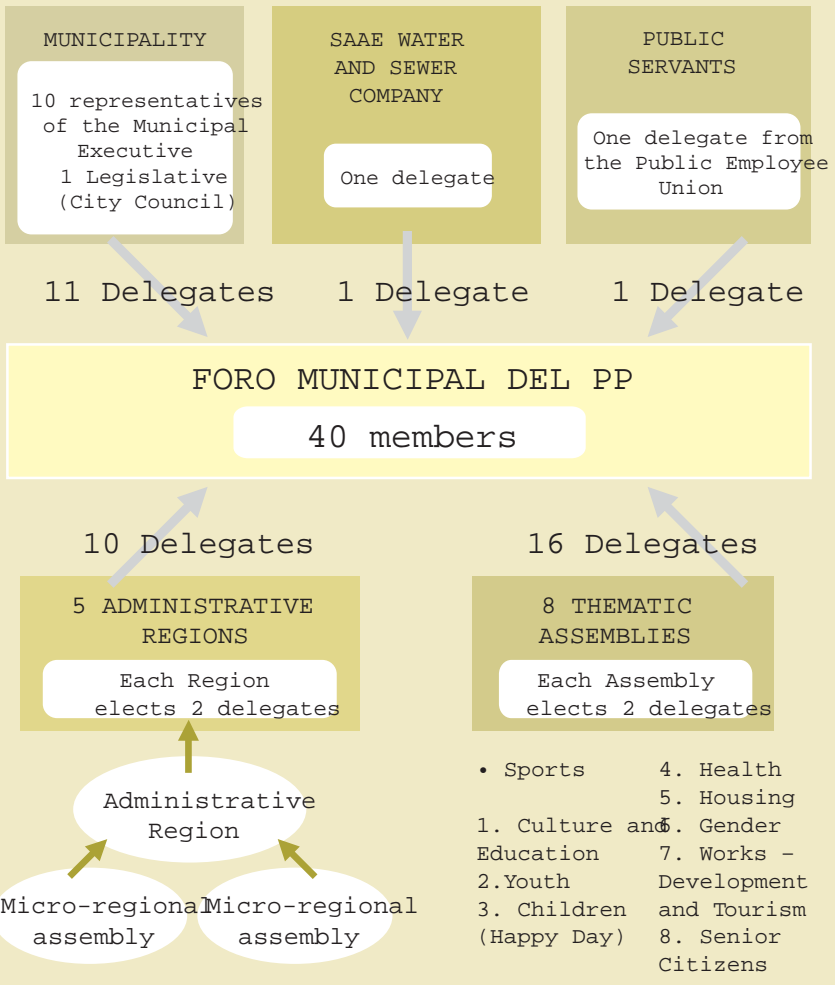 MUNICIPALITY
10 representatives
of the Municipal
Executive
1 Legislative
(City Council)
SAAE WATER
AND SEWER
COMPANY
One delegate
PUBLIC
SERVANTS
One delegate from
the Public Employee
Union
11 Delegates
1 Delegate
1 Delegate
FORO MUNICIPAL DEL PP
40 members
10 Delegates
16 Delegates
5 ADMINISTRATIVE
REGIONS
Each Region
elects 2 delegates
Administrative
Region
Micro-regional
assembly
Micro-regional
assembly
8 THEMATIC
ASSEMBLIES
Each Assembly
elects 2 delegates
• Sports
1. Culture and
Education
2.Youth
3. Children
(Happy Day)
4. Health
5. Housing
6. Gender
7. Works –
Development
and Tourism
8. Senior
Citizens